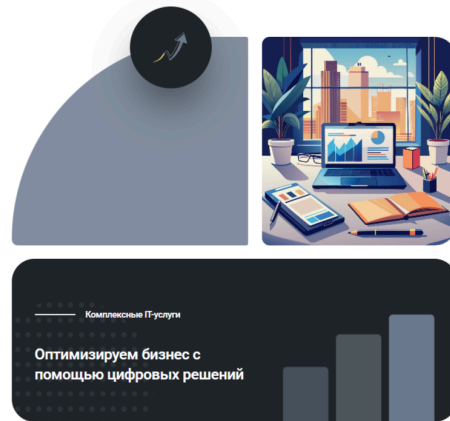 Комплексные IT-услуги
Оптимизируем бизнес с
помощью цифровых решений